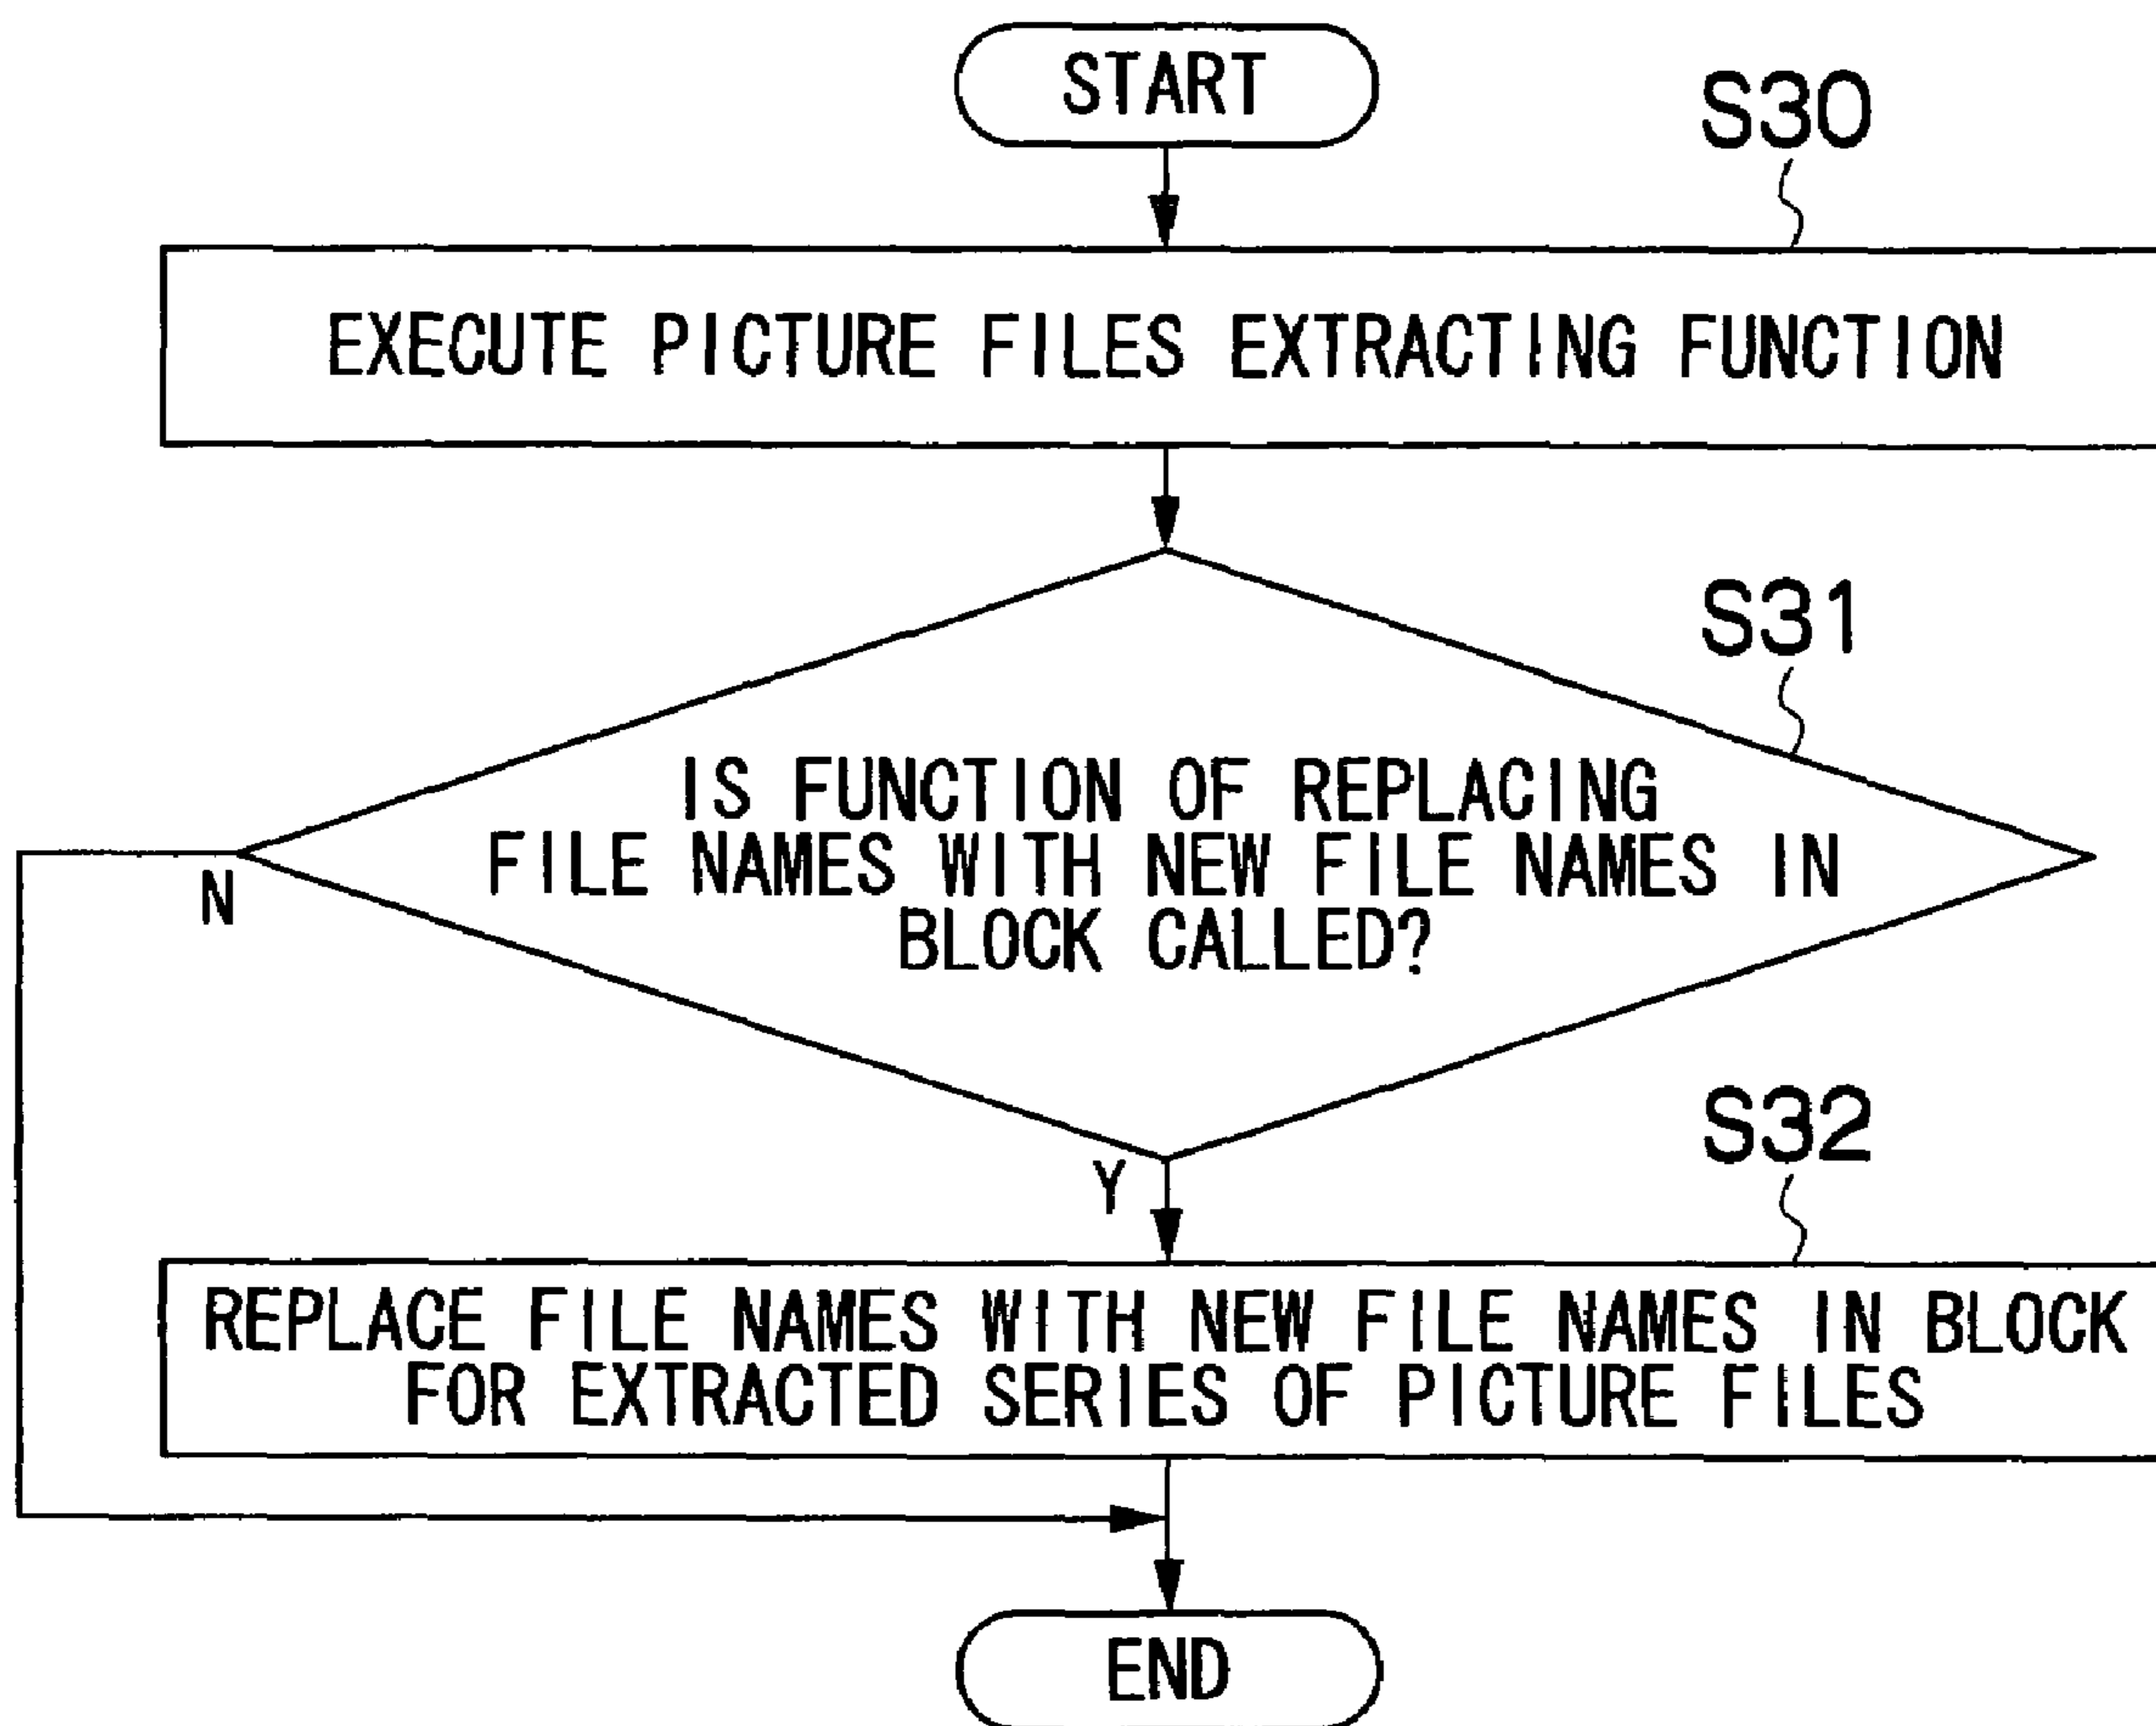 START
S30
EXECUTE PICTURE FILES EXTRACTING FUNCTION
S31
IS FUNCTION OF REPLACING
FILE NAMES WITH NEW FILE NAMES IN
BLOCK CALLED?
N
Y
S32
REPLACE FILE NAMES WITH NEW FILE NAMES IN BLOCK
FOR EXTRACTED SERIES OF PICTURE FILES
END